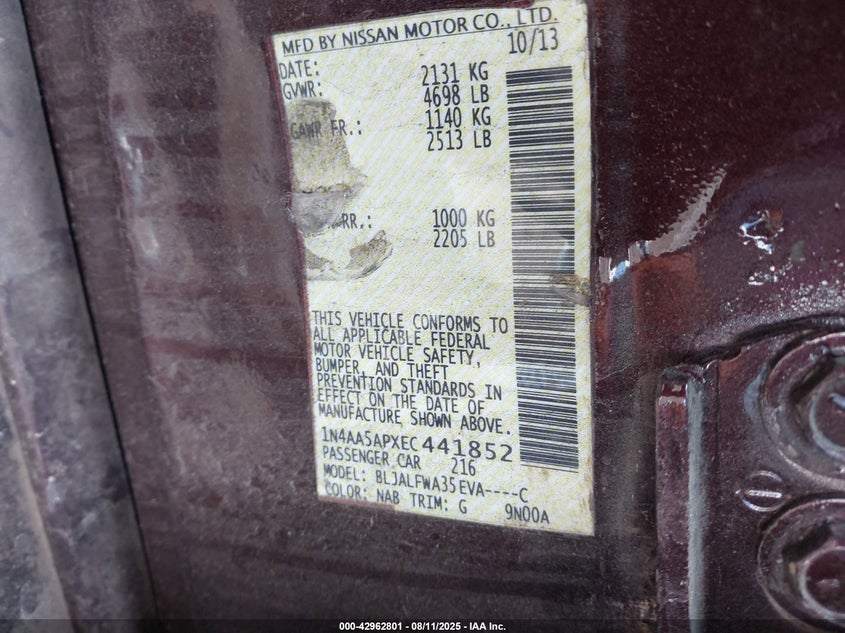 MFD BY NISSAN MOTOR CO., LTD.
DATE: 10/13
GVWR: 2131 KG
4698 LB
GAWR FR.: 1140 KG
2513 LB
RR.: 1000 KG
2205 LB
THIS VEHICLE CONFORMS TO
ALL APPLICABLE FEDERAL
MOTOR VEHICLE SAFETY,
BUMPER, AND THEFT
PREVENTION STANDARDS IN
EFFECT ON THE DATE OF
MANUFACTURE SHOWN ABOVE.
1N4AA5APXEC441852
PASSENGER CAR 216
MODEL: BLJALFWA35EVA----C
COLOR: NAB TRIM: G 9N00A
000-42962801 - 08/11/2025 - IAA Inc.